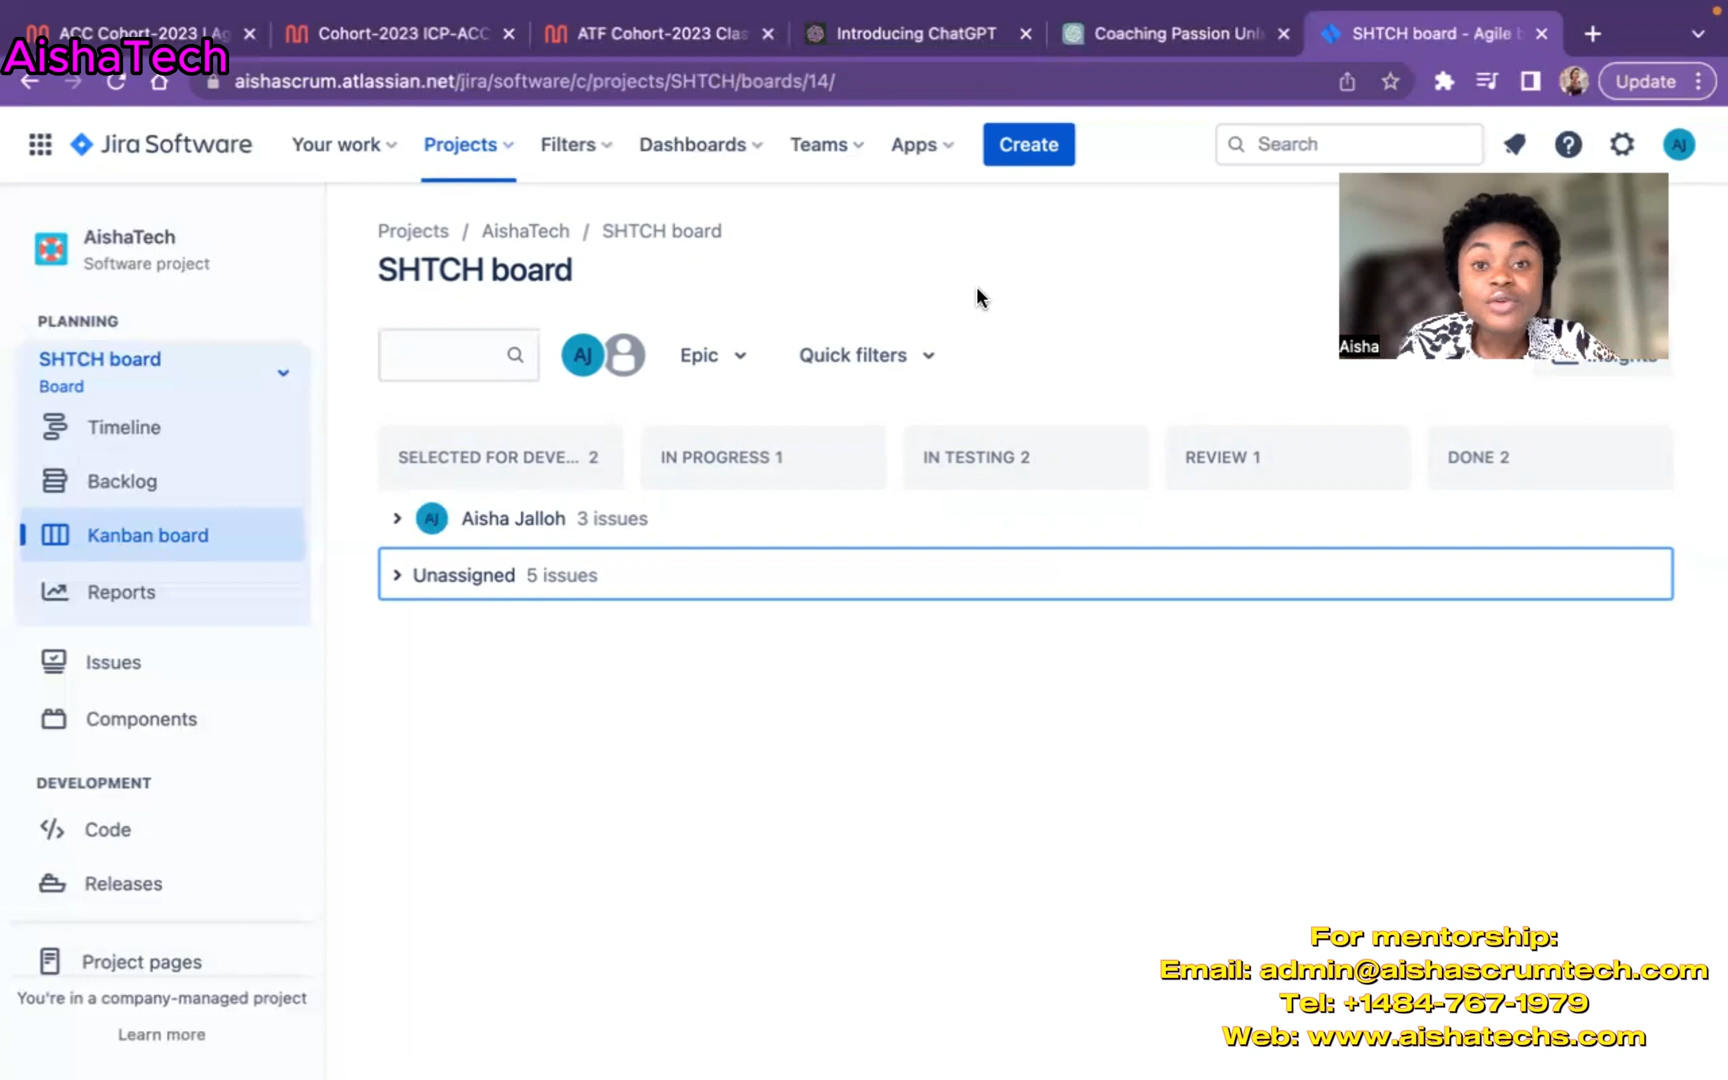 ACC Cohort-2023 | Ag
Cohort-2023 ICP-ACC
ATF Cohort-2023 Clas
Introducing ChatGPT
Coaching Passion Unl
SHTCH board - Agile b
AishaTech
aishascrum.atlassian.net/jira/software/c/projects/SHTCH/boards/14/
Update
Jira Software
Your work
Projects
Filters
Dashboards
Teams
Apps
Create
Search
AJ
AishaTech
Software project
PLANNING
SHTCH board
Board
Timeline
Backlog
Kanban board
Reports
Issues
Components
DEVELOPMENT
Code
Releases
Project pages
You're in a company-managed project
Learn more
Projects / AishaTech / SHTCH board
SHTCH board
AJ
Epic
Quick filters
Insights
Aisha
SELECTED FOR DEVE... 2
IN PROGRESS 1
IN TESTING 2
REVIEW 1
DONE 2
AJ Aisha Jalloh 3 issues
Unassigned 5 issues
For mentorship:
Email: admin@aishascrumtech.com
Tel: +1484-767-1979
Web: www.aishatechs.com